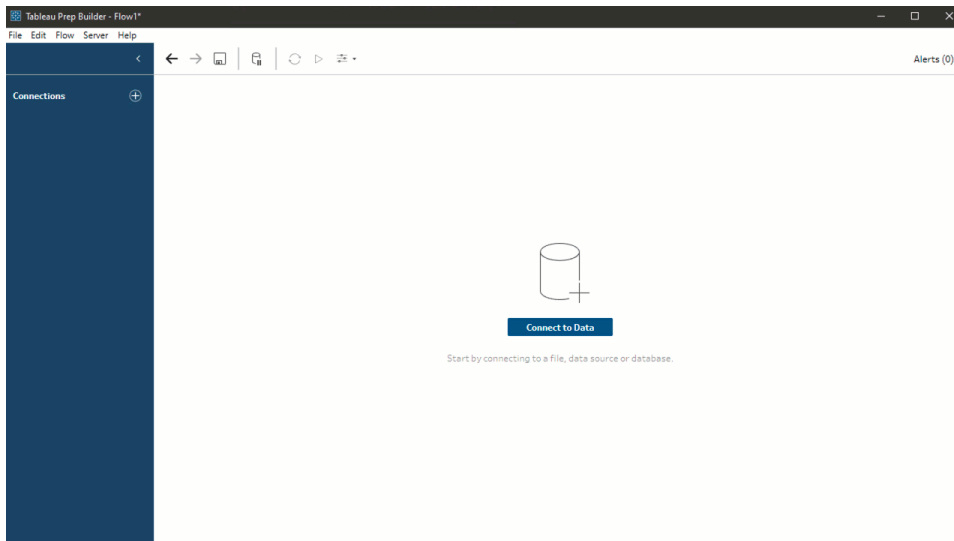 Tableau Prep Builder - Flow1*
File Edit Flow Server Help
Alerts (0)
Connections
Connect to Data
Start by connecting to a file, data source or database.